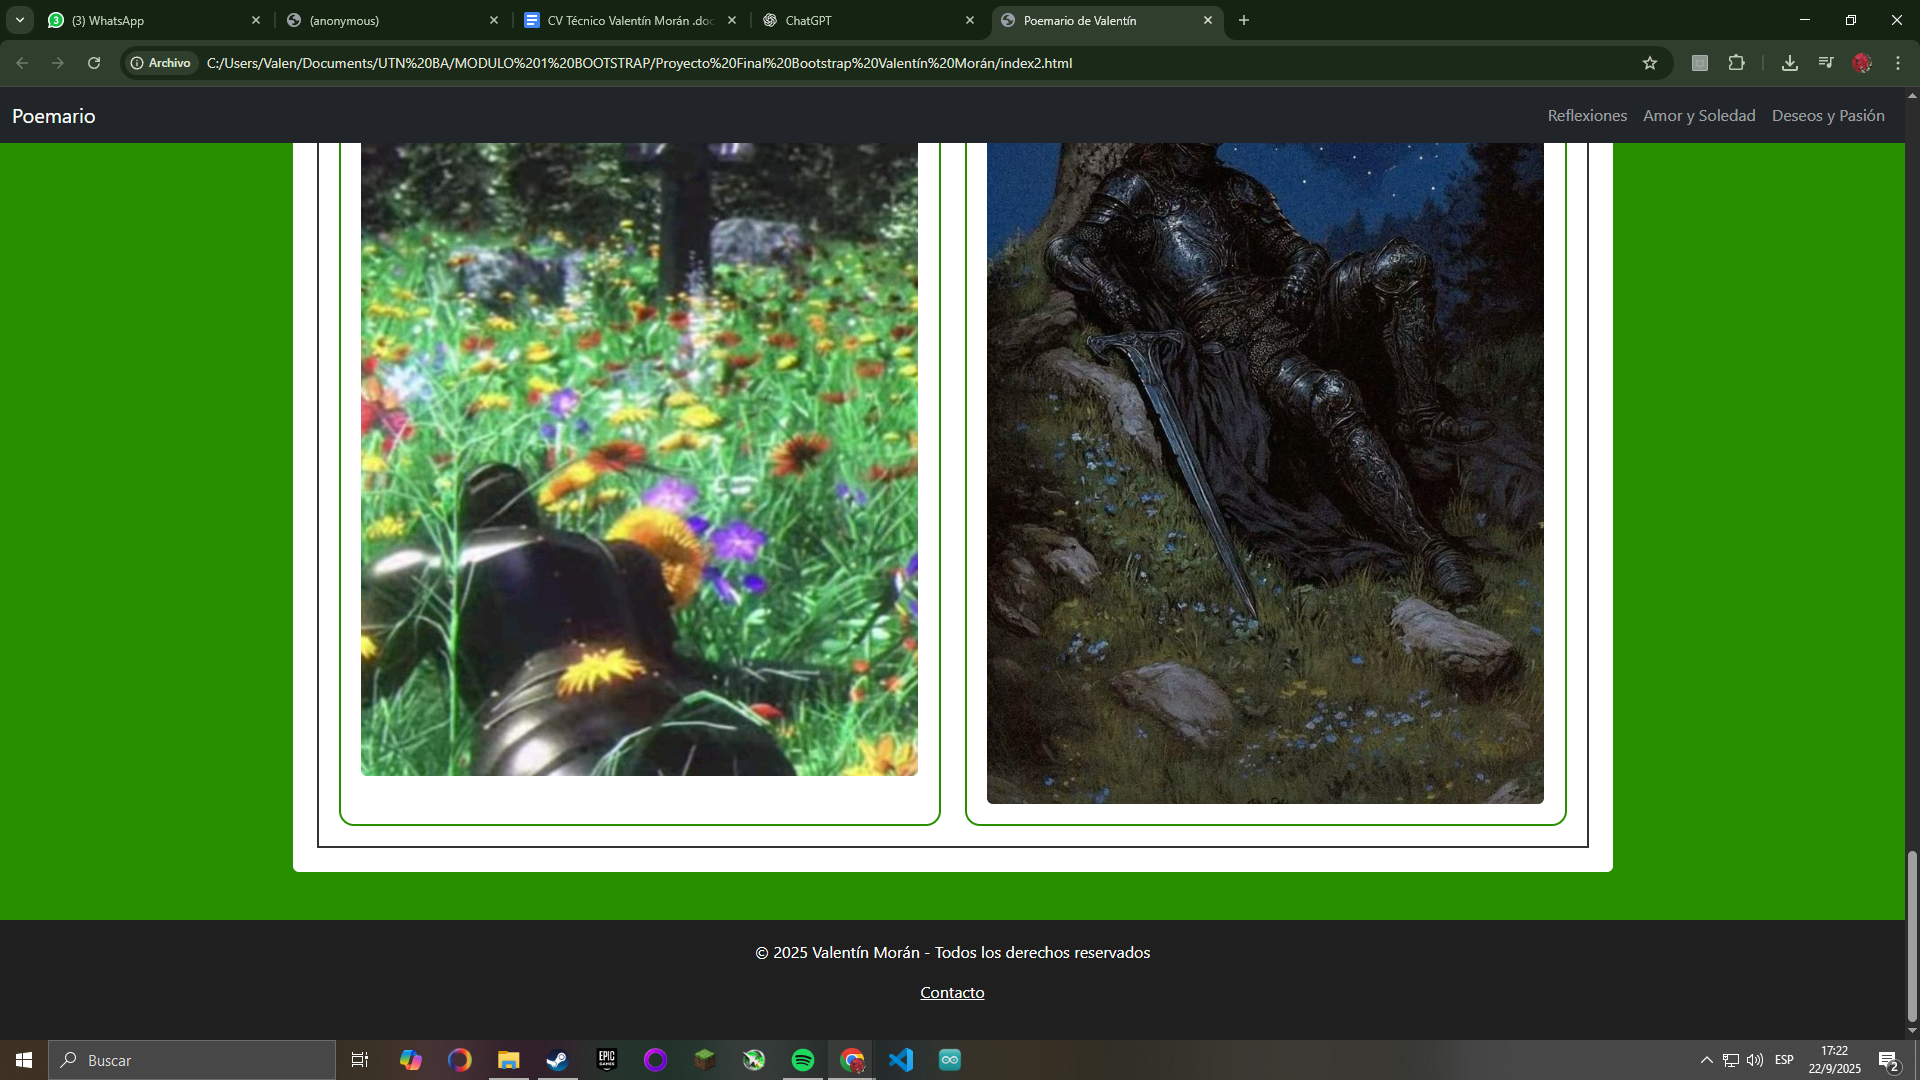 (3) WhatsApp
(anonymous)
CV Técnico Valentín Morán .doc
ChatGPT
Poemario de Valentín
Archivo
C:/Users/Valen/Documents/UTN%20BA/MODULO%201%20BOOTSTRAP/Proyecto%20Final%20Bootstrap%20Valentín%20Morán/index2.html
Poemario
Reflexiones
Amor y Soledad
Deseos y Pasión
© 2025 Valentín Morán - Todos los derechos reservados
Contacto
Buscar
EPIC
GAMES
ESP
17:22
22/9/2025
2